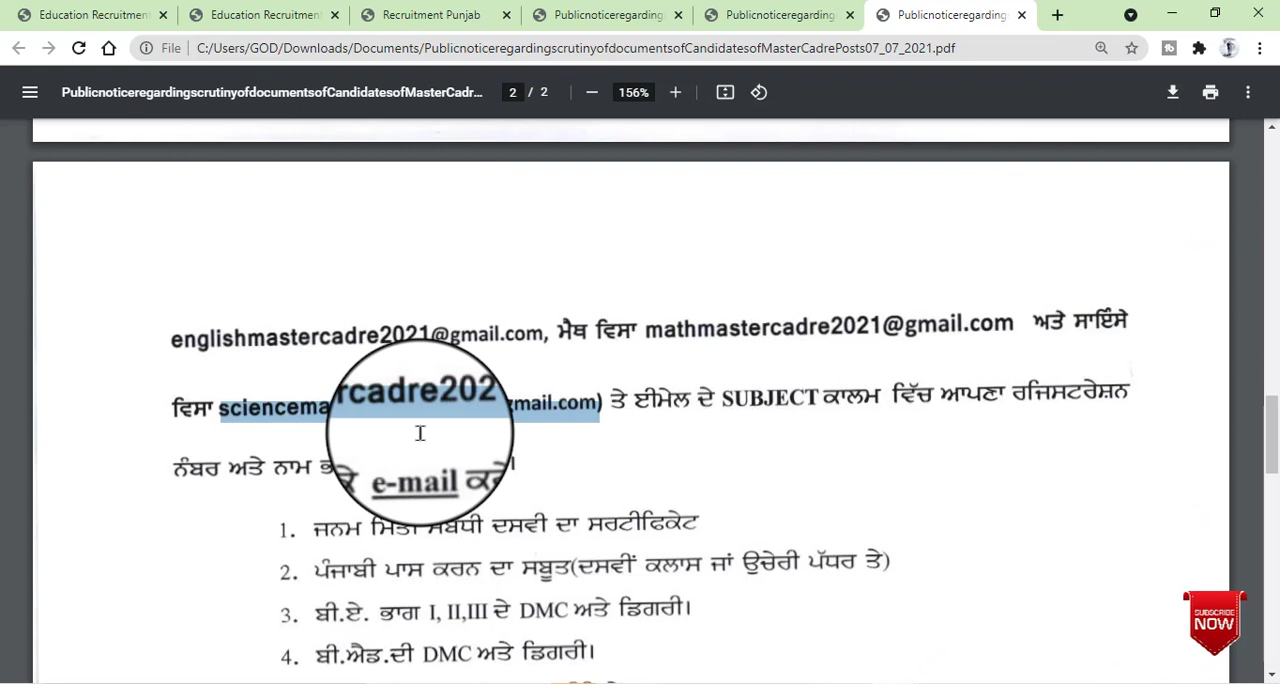 Education Recruitment
Education Recruitment
Recruitment Punjab
Publicnoticeregarding
Publicnoticeregarding
Publicnoticeregarding
File
C:/Users/GOD/Downloads/Documents/PublicnoticeregardingscrutinyofdocumentsofCandidatesofMasterCadrePosts07_07_2021.pdf
PublicnoticeregardingscrutinyofdocumentsofCandidatesofMasterCadr...
2 / 2
156%
englishmastercadre2021@gmail.com, ਮੈਥ ਵਿਸਾ mathmastercadre2021@gmail.com ਅਤੇ ਸਾਇੰਸੇ
ਵਿਸਾ sciencema rcadre202 gmail.com) ਤੇ ਈਮੇਲ ਦੇ SUBJECT ਕਾਲਮ ਵਿੱਚ ਆਪਣਾ ਰਜਿਸਟਰੇਸ਼ਨ
ਨੰਬਰ ਅਤੇ ਨਾਮ e-mail
1. ਜਨਮ ਮਿਤੀ ਸਬੰਧੀ ਦਸਵੀ ਦਾ ਸਰਟੀਫਿਕੇਟ
2. ਪੰਜਾਬੀ ਪਾਸ ਕਰਨ ਦਾ ਸਬੂਤ(ਦਸਵੀਂ ਕਲਾਸ ਜਾਂ ਉਚੇਰੀ ਪੱਧਰ ਤੇ)
3. ਬੀ.ਏ. ਭਾਗ I, II,III ਦੇ DMC ਅਤੇ ਡਿਗਰੀ।
4. ਬੀ.ਐਡ.ਦੀ DMC ਅਤੇ ਡਿਗਰੀ।
SUBSCRIBE
NOW